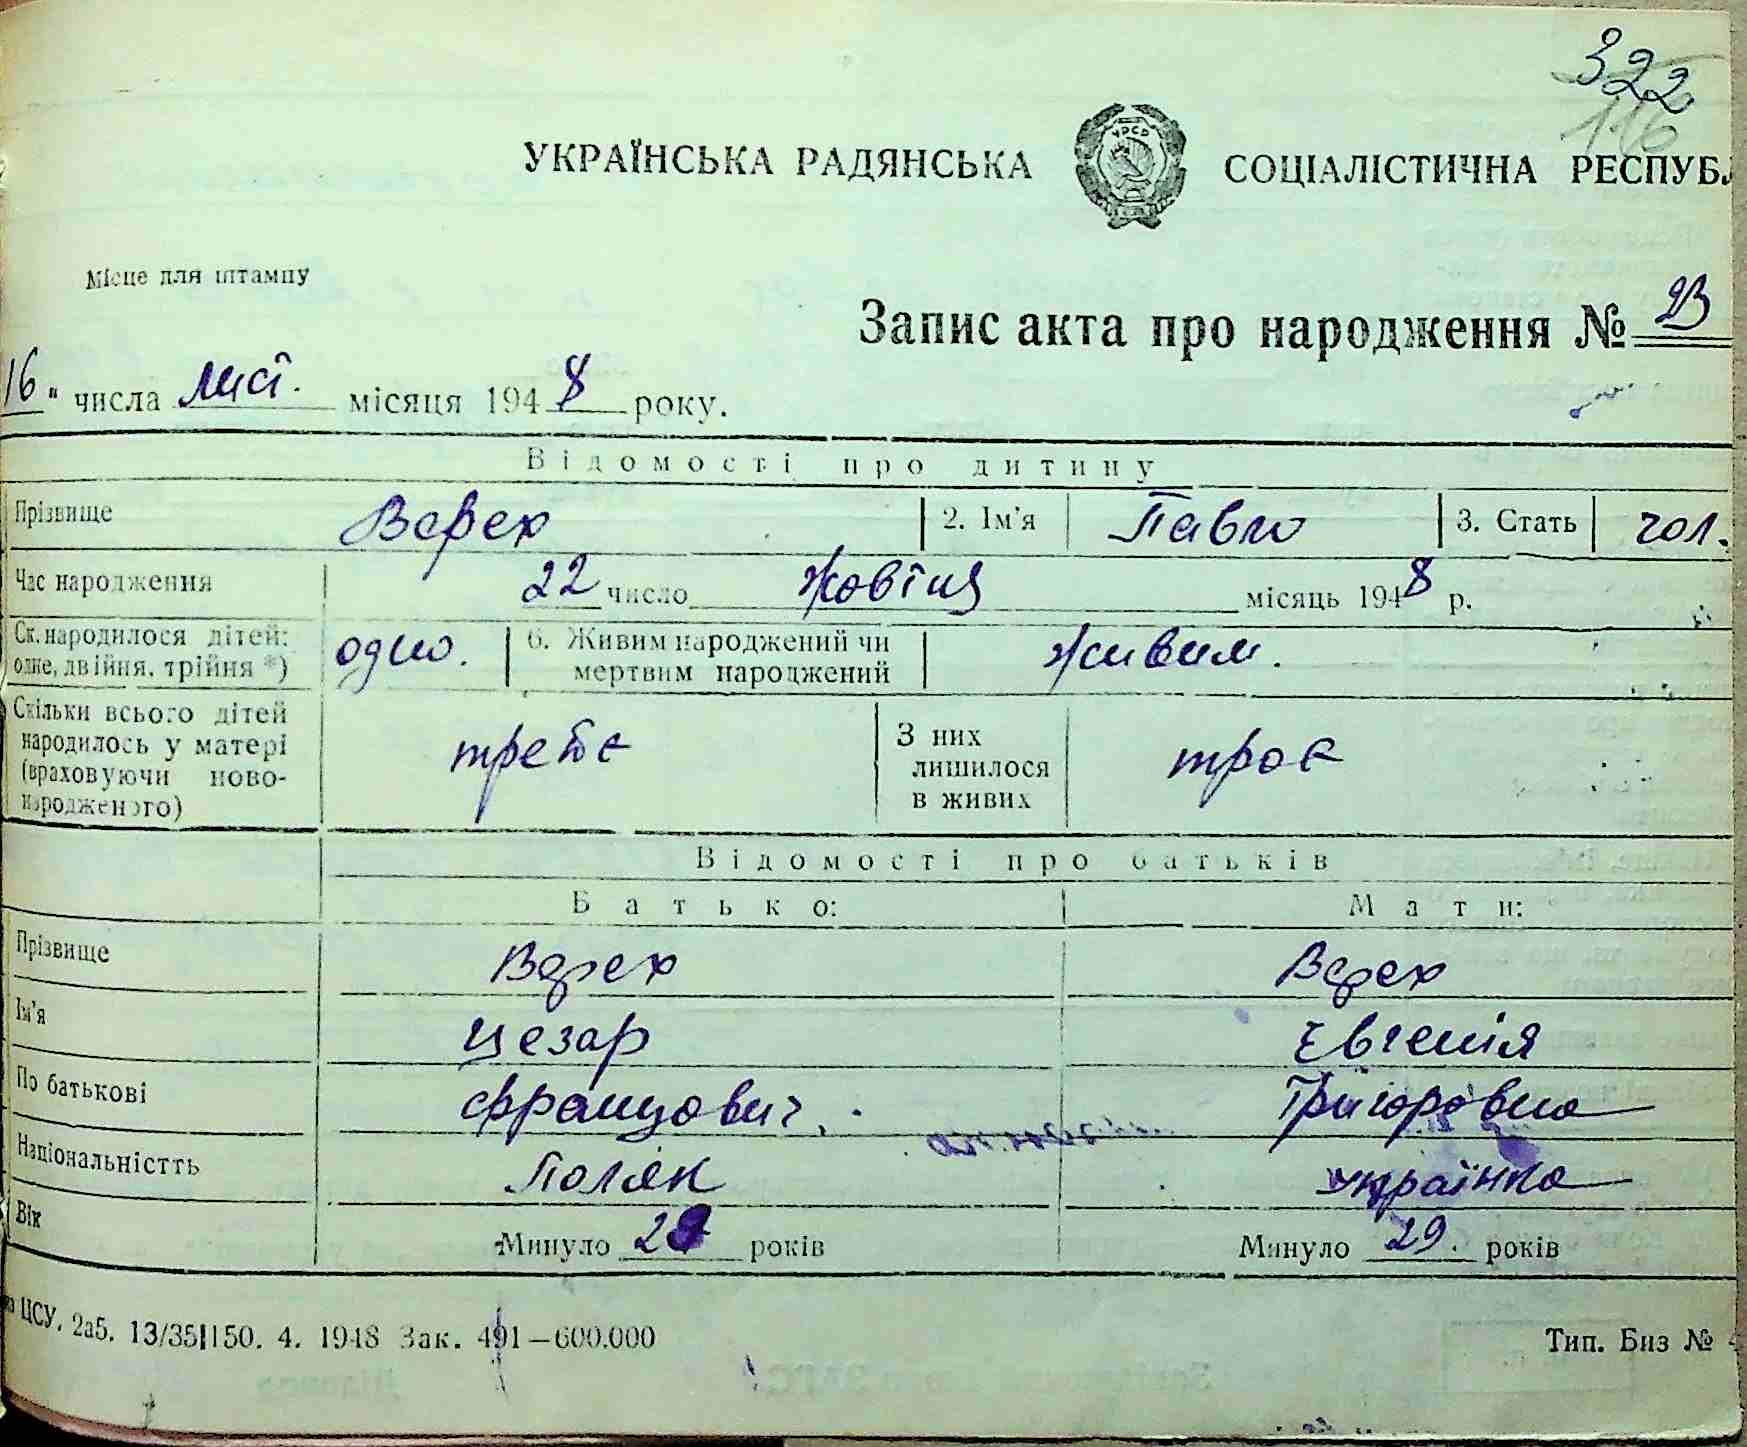 322
116
УКРАЇНСЬКА РАДЯНСЬКА СОЦІАЛІСТИЧНА РЕСПУБЛ
УРСР
Місце для штампу
Запис акта про народження № 23
16 " числа лист. місяця 1948 року.
Відомості про дитину
Прізвище Верех 2. Ім'я Павло 3. Стать чол.
Час народження 22 число жовтня місяць 1948 р.
Ск. народилося дітей: одне, двійня, трійня *) одно. 6. Живим народжений чи мертвим народжений живим.
Скільки всього дітей народилось у матері (враховуючи новонародженого) третє З них лишилося в живих троє
Відомості про батьків
Батько: Мати:
Прізвище Верех Верех
Ім'я Цезар Євгенія
По батькові Францович. Григоровна
Національністть Поляк Українка
Вік Минуло років Минуло 29. років
ЦСУ. 2а5. 13/35 150. 4. 1948 Зак. 491—600.000
Тип. Биз №